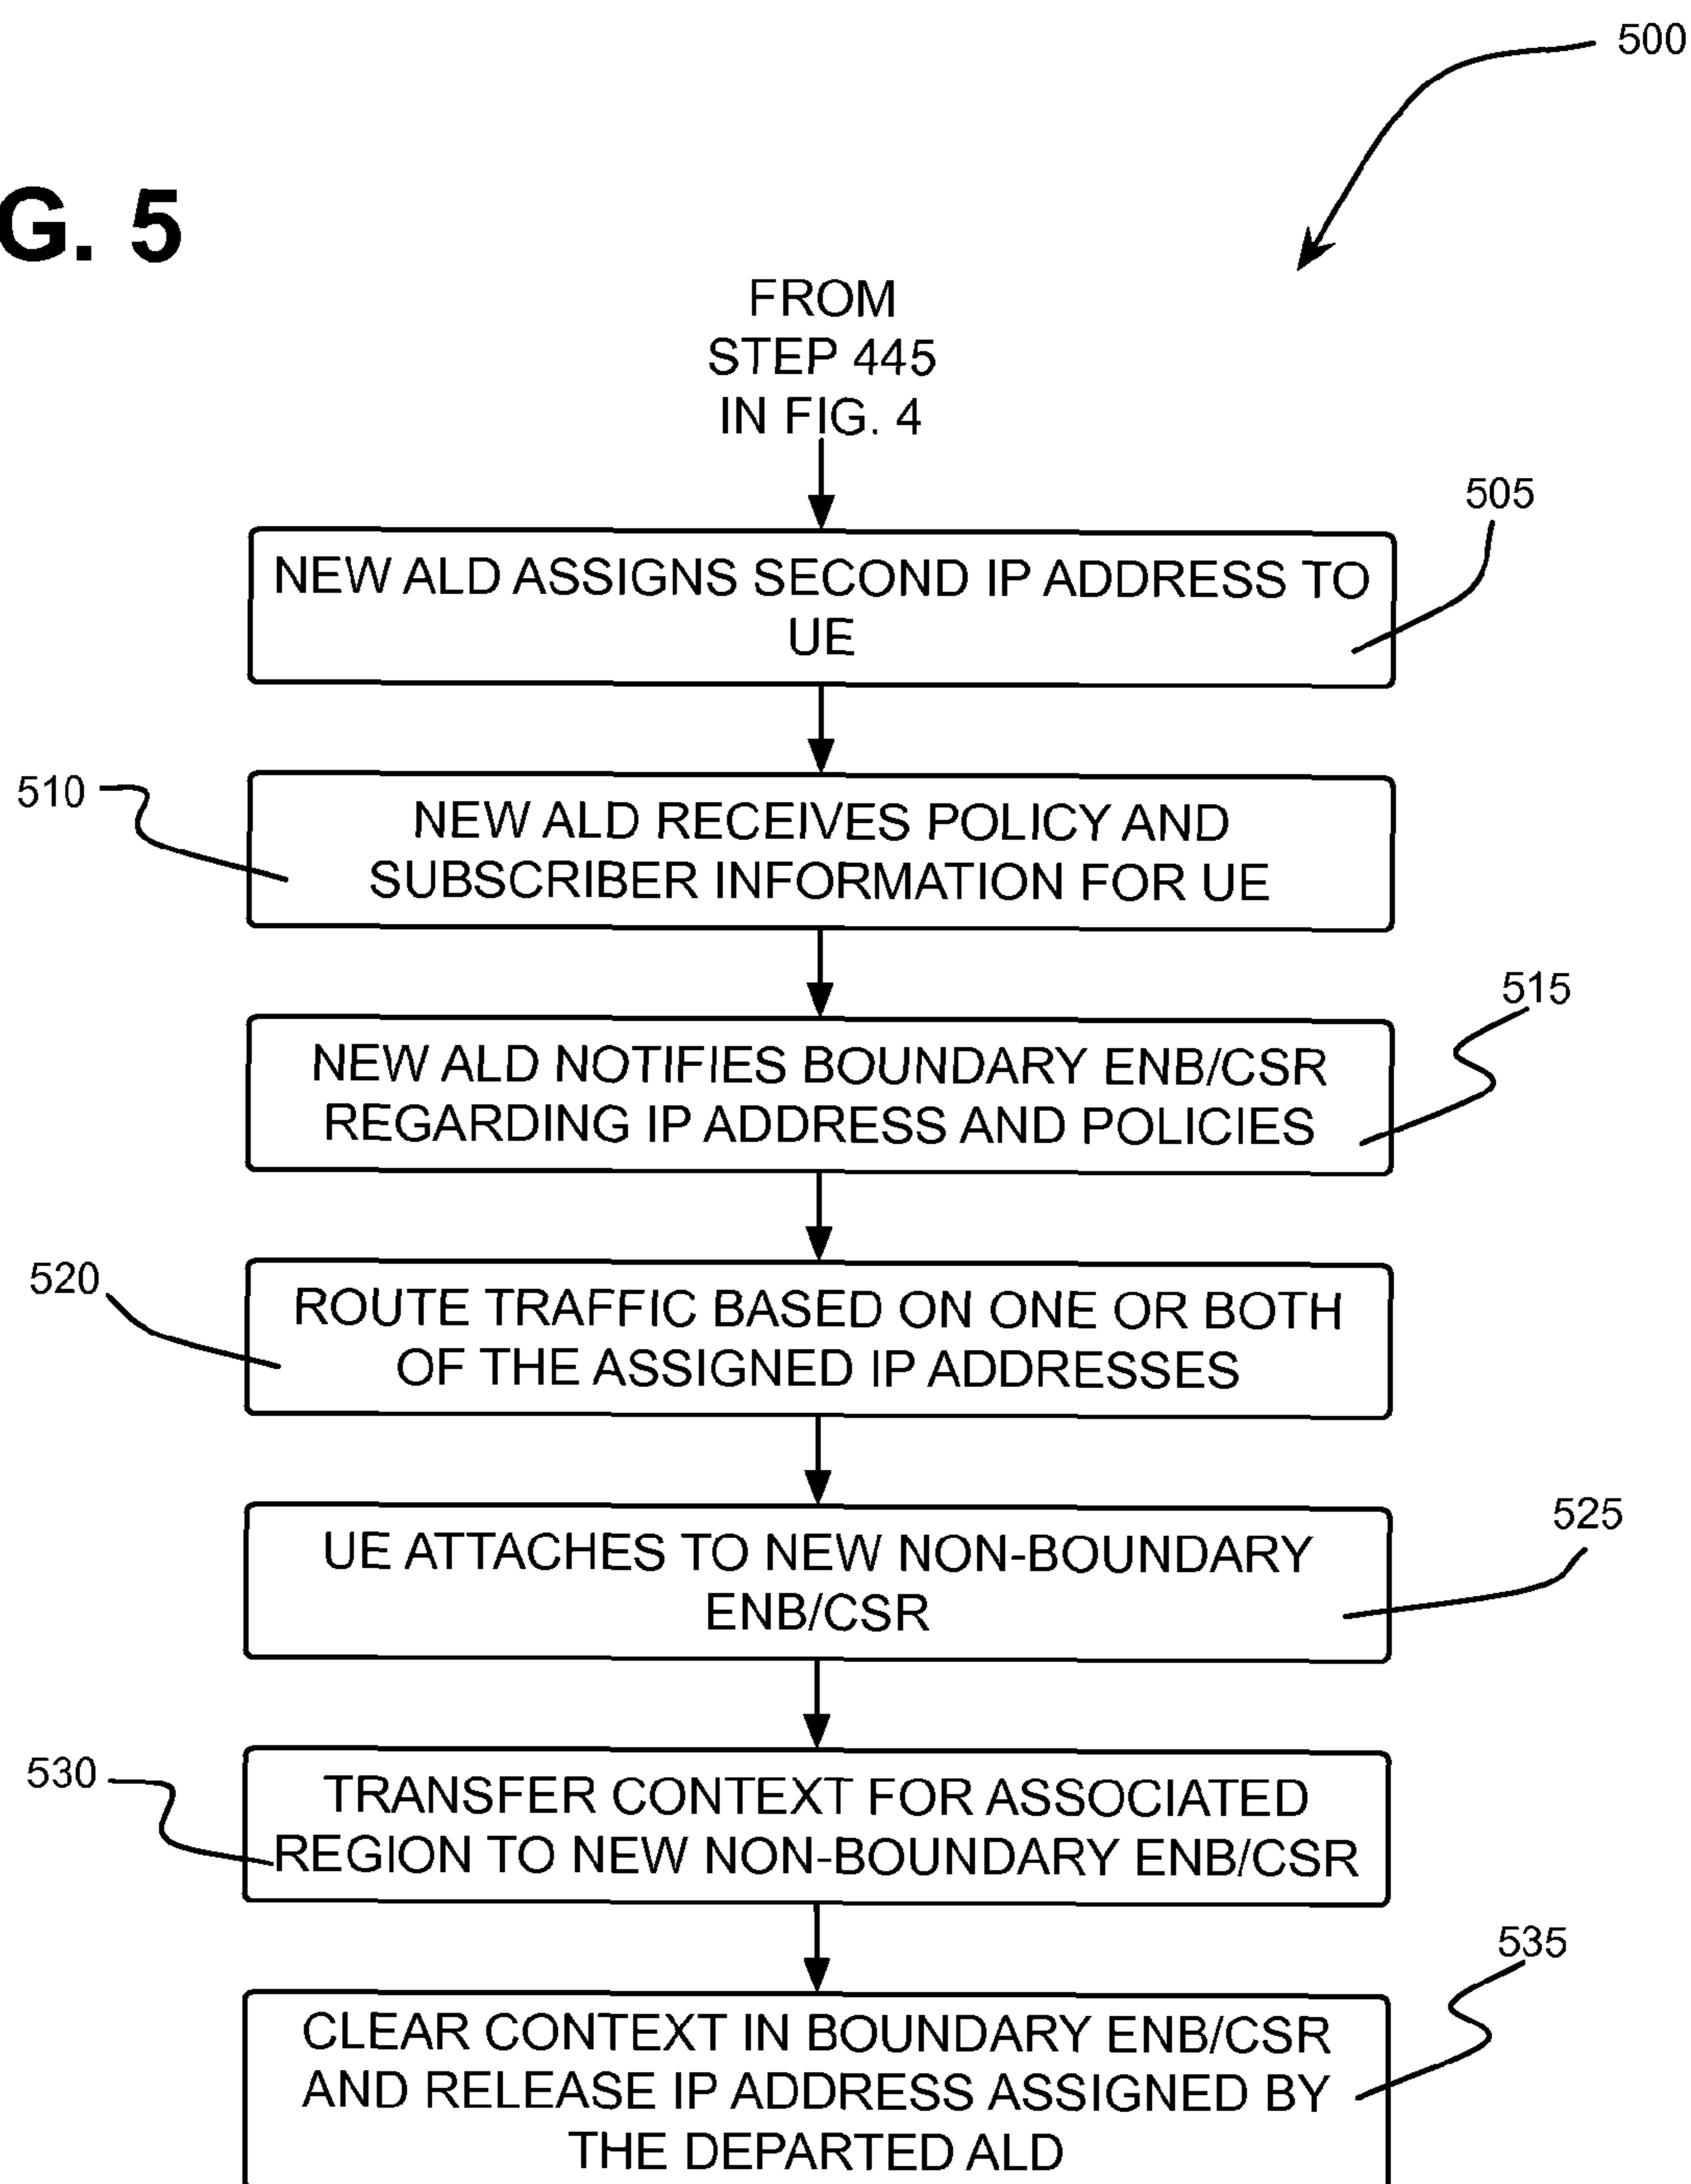 500
G. 5
FROM
STEP 445
IN FIG. 4
505
NEW ALD ASSIGNS SECOND IP ADDRESS TO
UE
510
NEW ALD RECEIVES POLICY AND
SUBSCRIBER INFORMATION FOR UE
515
NEW ALD NOTIFIES BOUNDARY ENB/CSR
REGARDING IP ADDRESS AND POLICIES
520
ROUTE TRAFFIC BASED ON ONE OR BOTH
OF THE ASSIGNED IP ADDRESSES
525
UE ATTACHES TO NEW NON-BOUNDARY
ENB/CSR
530
TRANSFER CONTEXT FOR ASSOCIATED
REGION TO NEW NON-BOUNDARY ENB/CSR
535
CLEAR CONTEXT IN BOUNDARY ENB/CSR
AND RELEASE IP ADDRESS ASSIGNED BY
THE DEPARTED ALD